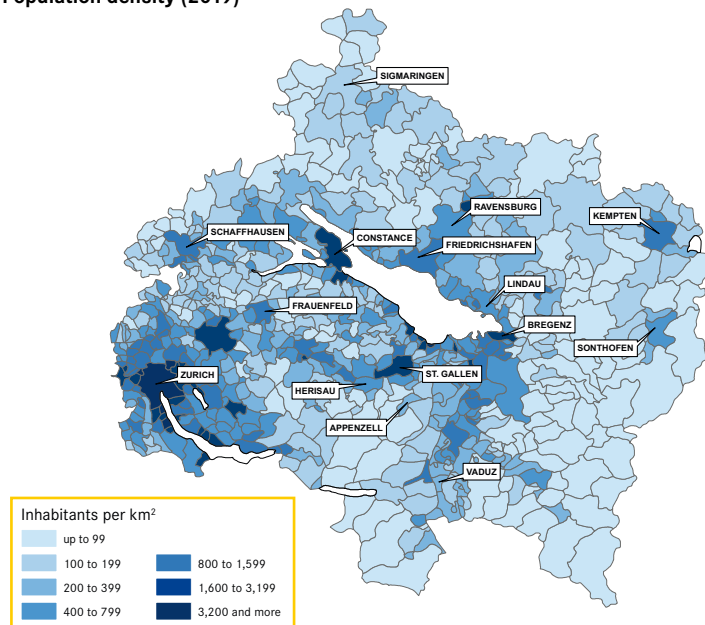 Population density (2019)
SIGMARINGEN
RAVENSBURG
KEMPTEN
SCHAFFHAUSEN
CONSTANCE
FRIEDRICHSHAFEN
LINDAU
FRAUENFELD
BREGENZ
SONTHOFEN
ZURICH
ST. GALLEN
HERISAU
APPENZELL
VADUZ
Inhabitants per km²
up to 99
100 to 199
200 to 399
400 to 799
800 to 1,599
1,600 to 3,199
3,200 and more